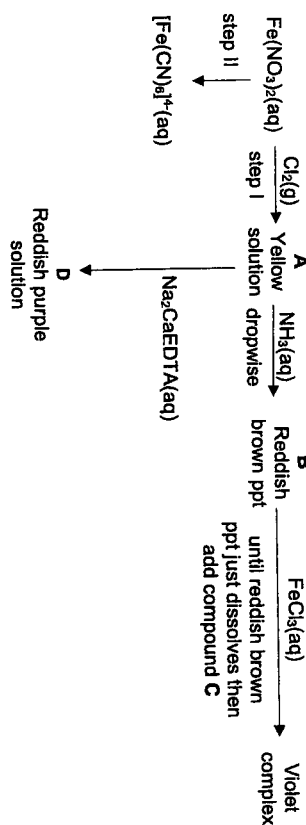 Fe(NO₃)₂(aq)
Cl₂(g)
step I
A
Yellow
solution
NH₃(aq)
dropwise
B
Reddish
brown ppt
FeCl₃(aq)
until reddish brown
ppt just dissolves then
add compound C
Violet
complex
step II
[Fe(CN)₆]⁴⁻(aq)
Na₂CaEDTA(aq)
D
Reddish purple
solution